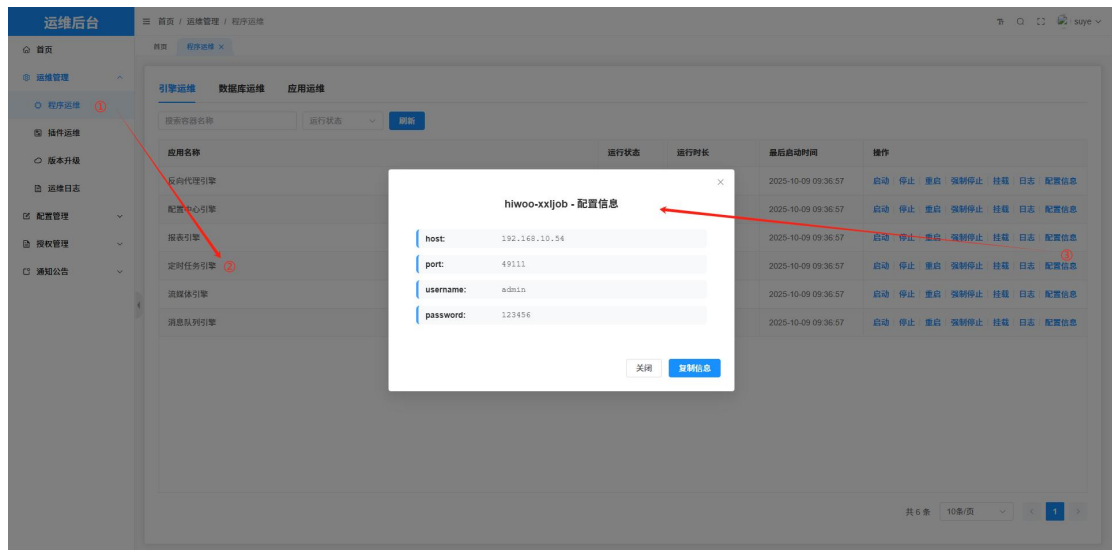 运维后台
首页 / 运维管理 / 程序运维
suye
首页
程序运维 ×
首页
运维管理
程序运维 ①
插件运维
版本升级
运维日志
配置管理
授权管理
通知公告
引擎运维 数据库运维 应用运维
搜索容器名称 运行状态 刷新
应用名称 运行状态 运行时长 最后启动时间 操作
反向代理引擎 2025-10-09 09:36:57 启动 停止 重启 强制停止 挂载 日志 配置信息
配置中心引擎 2025-10-09 09:36:57 启动 停止 重启 强制停止 挂载 日志 配置信息
报表引擎 2025-10-09 09:36:57 启动 停止 重启 强制停止 挂载 日志 配置信息
定时任务引擎 ② 2025-10-09 09:36:57 启动 停止 重启 强制停止 挂载 日志 配置信息 ③
流媒体引擎 2025-10-09 09:36:57 启动 停止 重启 强制停止 挂载 日志 配置信息
消息队列引擎 2025-10-09 09:36:57 启动 停止 重启 强制停止 挂载 日志 配置信息
hiwoo-xxljob - 配置信息
host: 192.168.10.54
port: 49111
username: admin
password: 123456
关闭 复制信息
共 6 条 10条/页 1